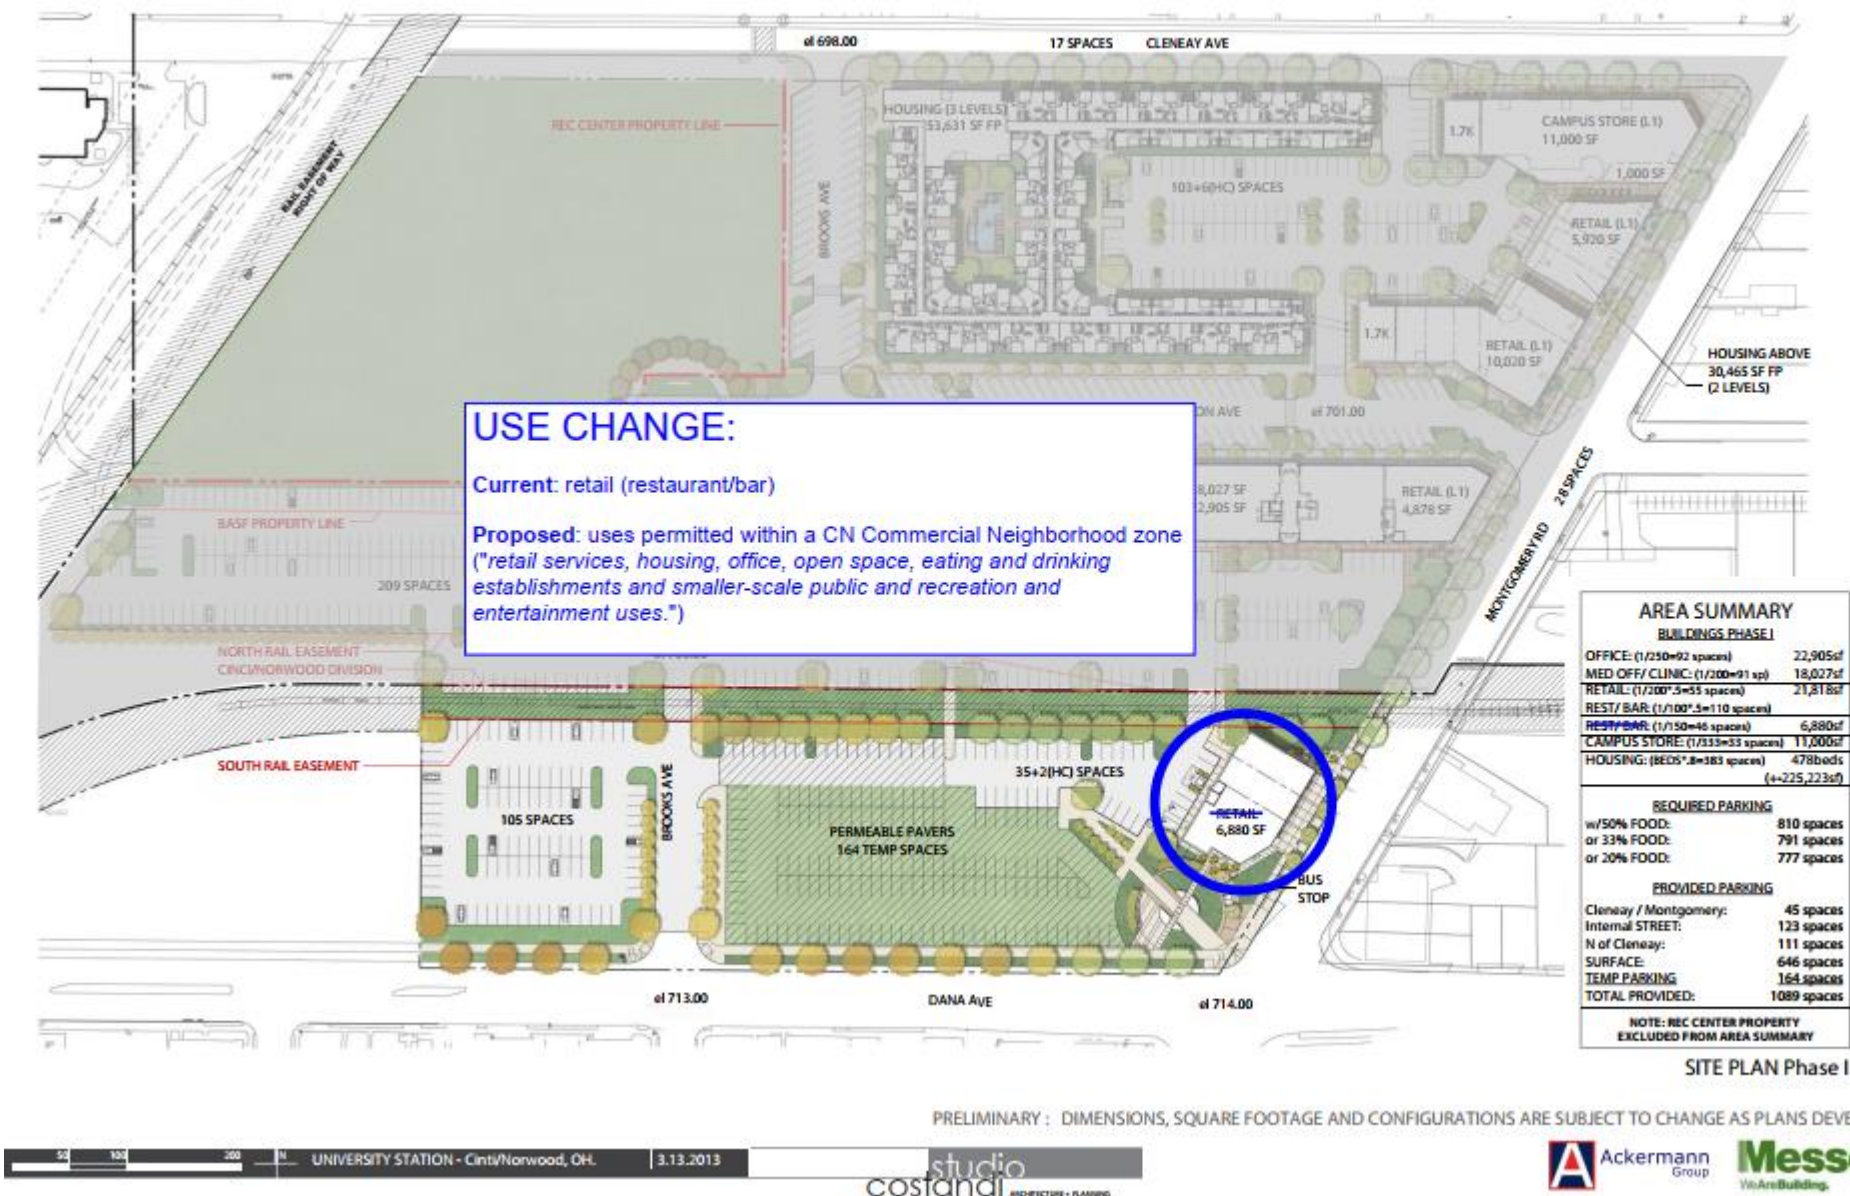 el 698.00
17 SPACES CLENEAY AVE
REC CENTER PROPERTY LINE
RAIL EASEMENT
RIGHT OF WAY
BROOKS AVE
HOUSING (3 LEVELS)
53,631 SF FP
103+6(HC) SPACES
1.7K
CAMPUS STORE (L1)
11,000 SF
1,000 SF
RETAIL (L1)
5,920 SF
1.7K
RETAIL (L1)
10,020 SF
HOUSING ABOVE
30,465 SF FP
(2 LEVELS)
ON AVE
el 701.00
USE CHANGE:
Current: retail (restaurant/bar)
Proposed: uses permitted within a CN Commercial Neighborhood zone
("retail services, housing, office, open space, eating and drinking
establishments and smaller-scale public and recreation and
entertainment uses.")
8,027 SF
2,905 SF
RETAIL (L1)
4,878 SF
MONTGOMERY RD 28 SPACES
BASF PROPERTY LINE
209 SPACES
NORTH RAIL EASEMENT
CINCI/NORWOOD DIVISION
SOUTH RAIL EASEMENT
105 SPACES
BROOKS AVE
PERMEABLE PAVERS
164 TEMP SPACES
35+2(HC) SPACES
RETAIL
6,880 SF
BUS
STOP
el 713.00
DANA AVE
el 714.00
AREA SUMMARY
BUILDINGS PHASE I
OFFICE: (1/250=92 spaces) 22,905sf
MED OFF/ CLINIC: (1/200=91 sp) 18,027sf
RETAIL: (1/200*.5=55 spaces) 21,818sf
REST/ BAR: (1/100*.5=110 spaces)
REST/ BAR: (1/150=46 spaces) 6,880sf
CAMPUS STORE: (1/333=33 spaces) 11,000sf
HOUSING: (BEDS*.8=383 spaces) 478beds
(+-225,223sf)
REQUIRED PARKING
w/50% FOOD: 810 spaces
or 33% FOOD: 791 spaces
or 20% FOOD: 777 spaces
PROVIDED PARKING
Cleneay / Montgomery: 45 spaces
Internal STREET: 123 spaces
N of Cleneay: 111 spaces
SURFACE: 646 spaces
TEMP PARKING 164 spaces
TOTAL PROVIDED: 1089 spaces
NOTE: REC CENTER PROPERTY
EXCLUDED FROM AREA SUMMARY
SITE PLAN Phase I
PRELIMINARY : DIMENSIONS, SQUARE FOOTAGE AND CONFIGURATIONS ARE SUBJECT TO CHANGE AS PLANS DEVE
50 100 200 N UNIVERSITY STATION - Cinti/Norwood, OH. 3.13.2013
studio
costandi ARCHITECTURE + PLANNING
A Ackermann
Group
Mess
We Are Building.